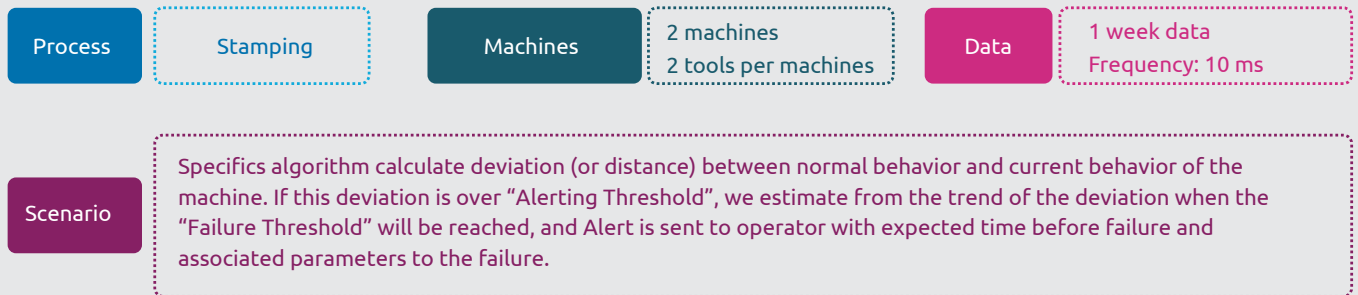 Process
Stamping
Machines
2 machines
2 tools per machines
Data
1 week data
Frequency: 10 ms
Scenario
Specifics algorithm calculate deviation (or distance) between normal behavior and current behavior of the
machine. If this deviation is over “Alerting Threshold”, we estimate from the trend of the deviation when the
“Failure Threshold” will be reached, and Alert is sent to operator with expected time before failure and
associated parameters to the failure.